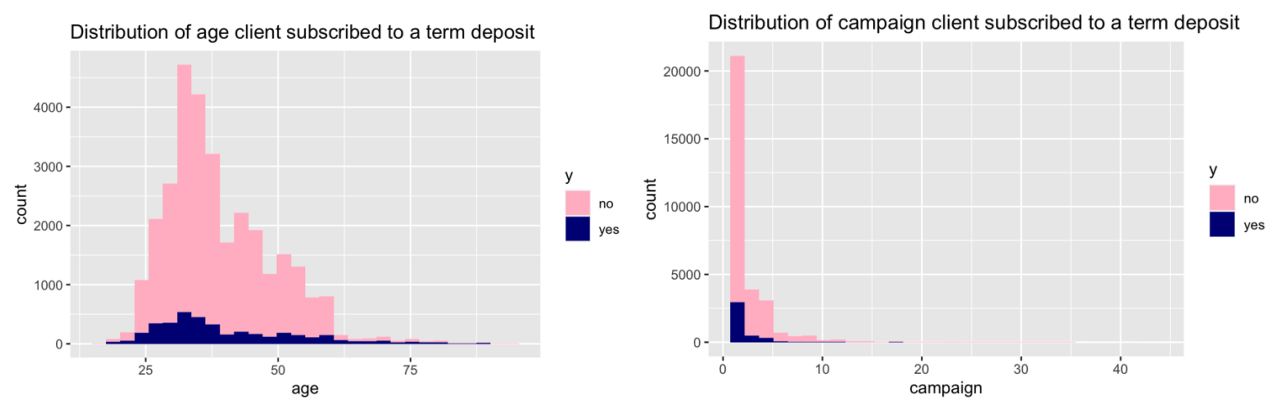 Distribution of age client subscribed to a term deposit
4000
3000
2000
1000
0
count
25
50
75
age
y
no
yes
Distribution of campaign client subscribed to a term deposit
20000
15000
10000
5000
0
count
0
10
20
30
40
campaign
y
no
yes